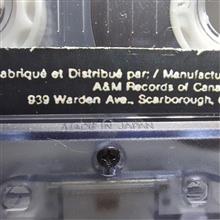 abriqué et Distribué par: / Manufactu
A&M Records of Cana
939 Warden Ave., Scarborough,
MADE IN JAPAN